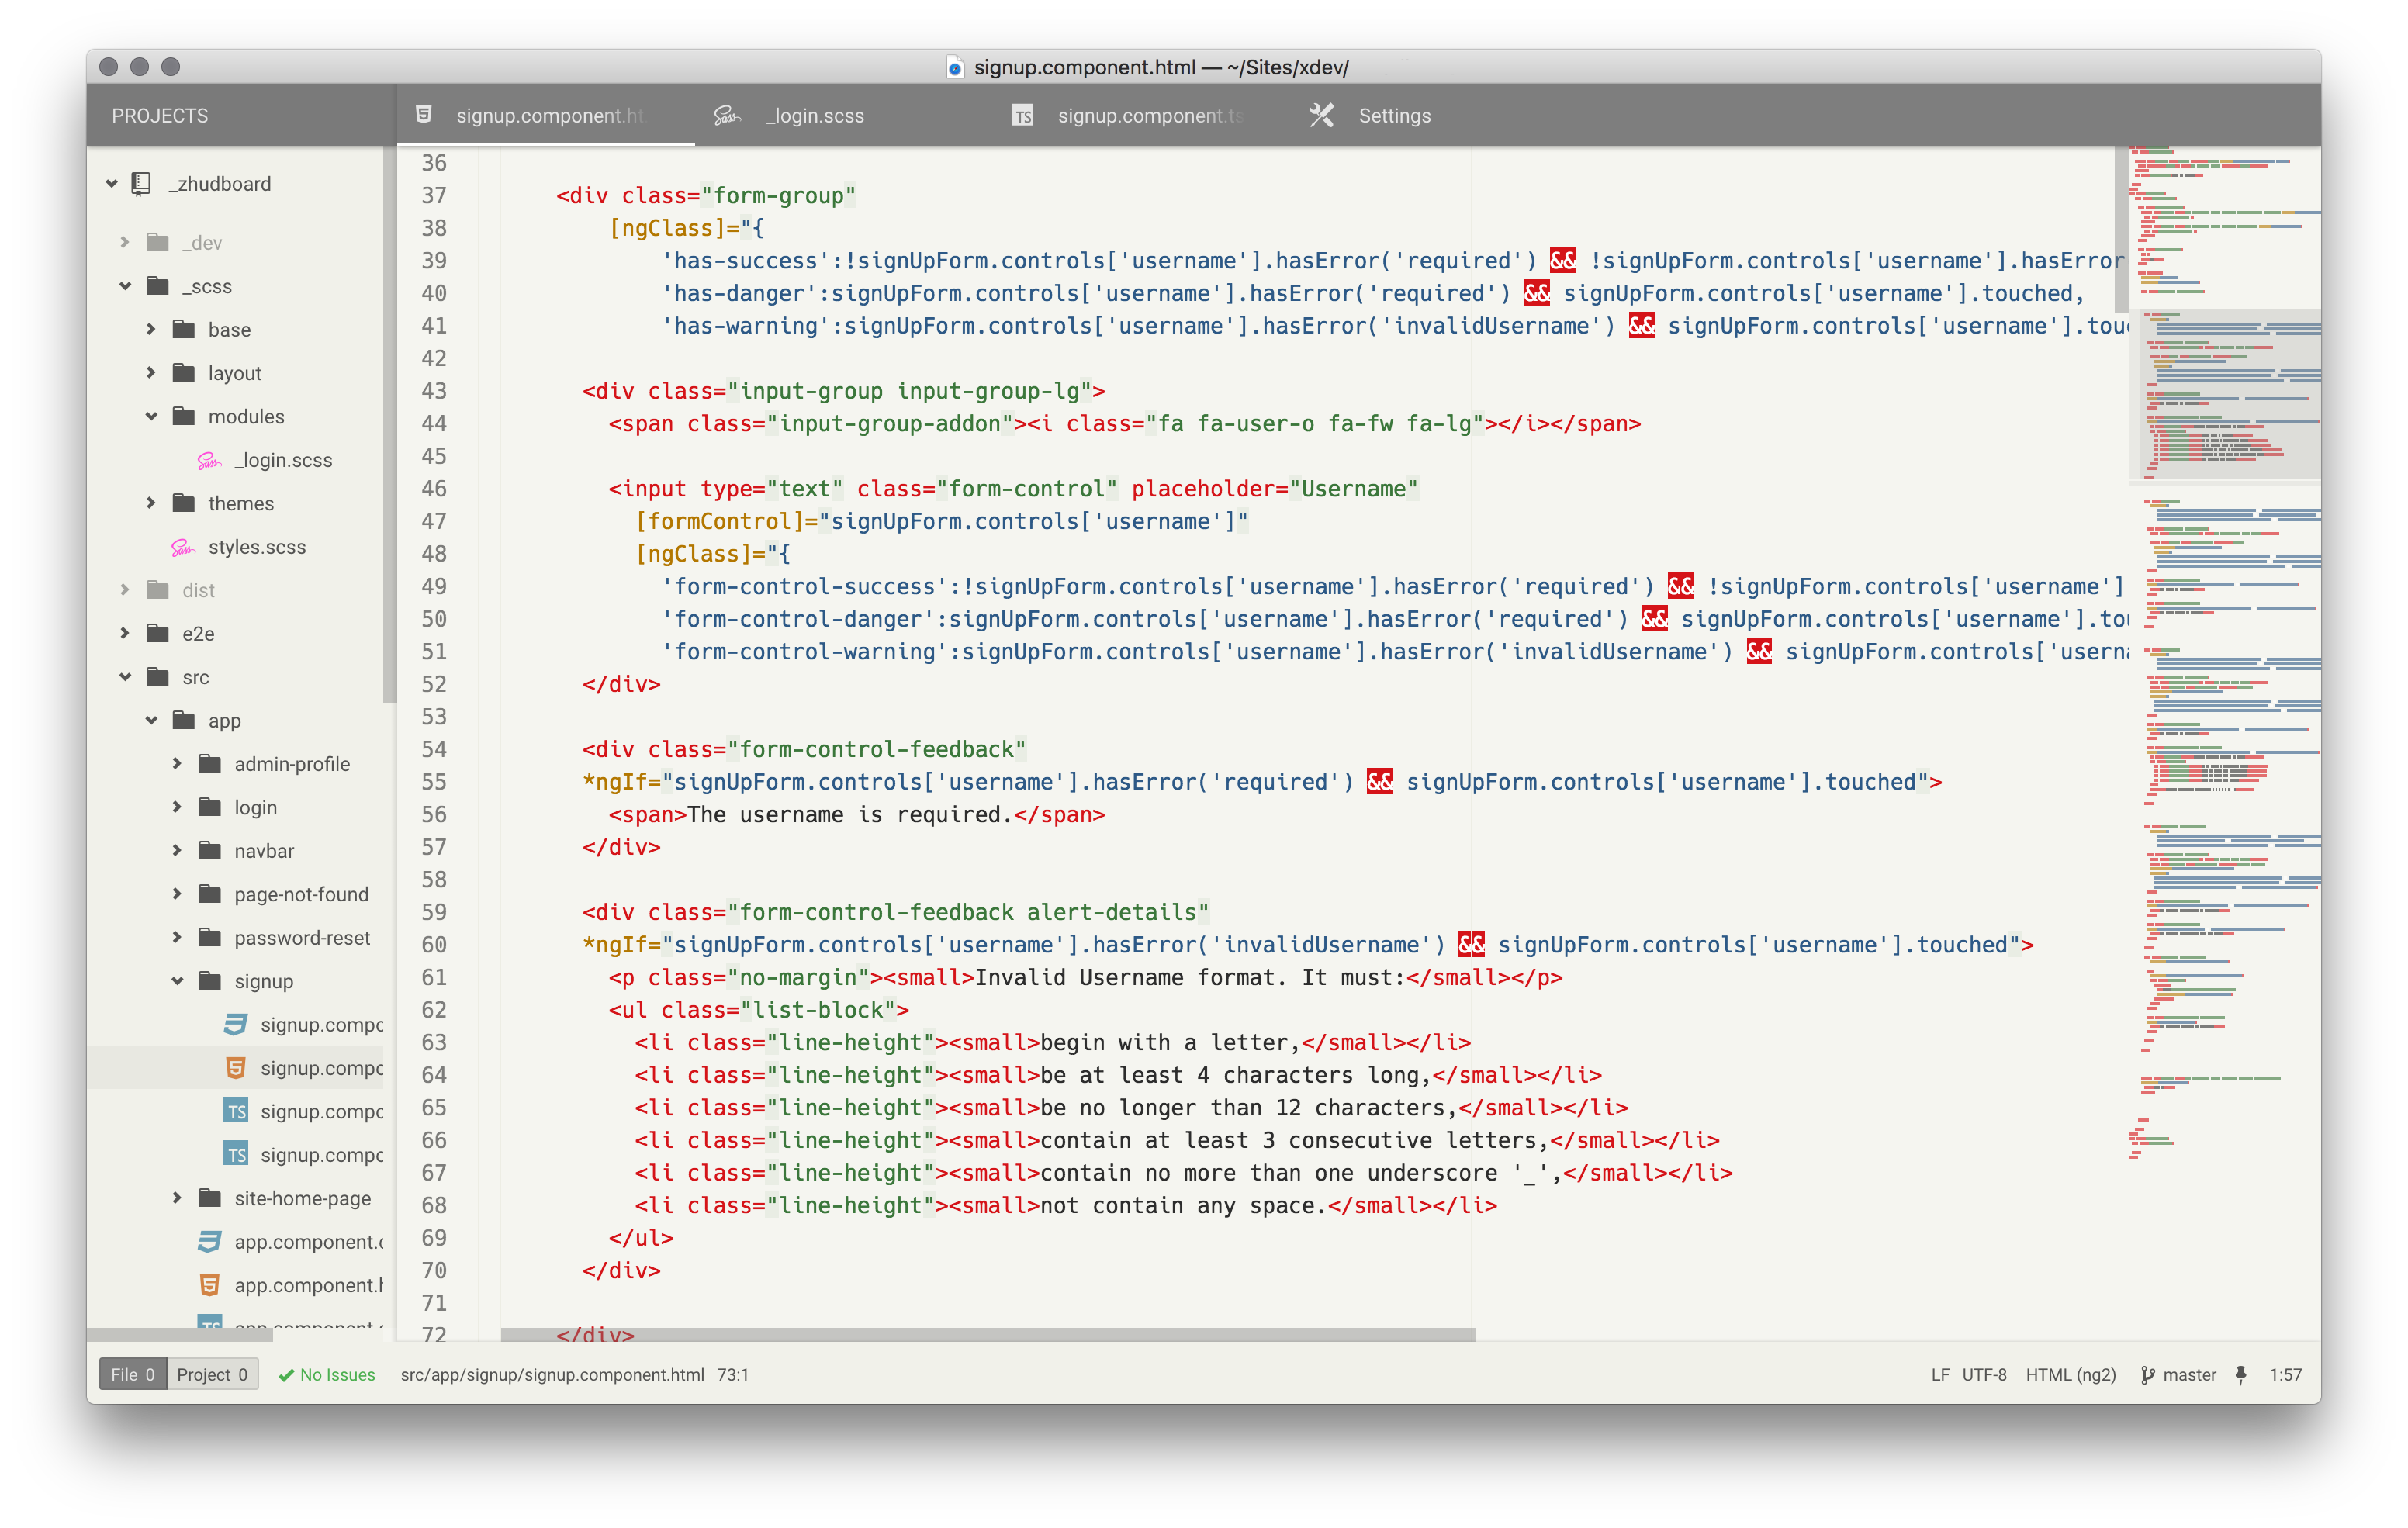 signup.component.html — ~/Sites/xdev/
PROJECTS
signup.component.ht
_login.scss
TS
signup.component.ts
Settings
_zhudboard
_dev
_scss
base
layout
modules
_login.scss
themes
styles.scss
dist
e2e
src
app
admin-profile
login
navbar
page-not-found
password-reset
signup
signup.compo
signup.compo
TS signup.compo
TS signup.compo
site-home-page
app.component.c
app.component.h
TS app.component.
36
37 <div class="form-group"
38 [ngClass]="{
39 'has-success':!signUpForm.controls['username'].hasError('required') && !signUpForm.controls['username'].hasError
40 'has-danger':signUpForm.controls['username'].hasError('required') && signUpForm.controls['username'].touched,
41 'has-warning':signUpForm.controls['username'].hasError('invalidUsername') && signUpForm.controls['username'].tou
42
43 <div class="input-group input-group-lg">
44 <span class="input-group-addon"><i class="fa fa-user-o fa-fw fa-lg"></i></span>
45
46 <input type="text" class="form-control" placeholder="Username"
47 [formControl]="signUpForm.controls['username']"
48 [ngClass]="{
49 'form-control-success':!signUpForm.controls['username'].hasError('required') && !signUpForm.controls['username']
50 'form-control-danger':signUpForm.controls['username'].hasError('required') && signUpForm.controls['username'].to
51 'form-control-warning':signUpForm.controls['username'].hasError('invalidUsername') && signUpForm.controls['usern
52 </div>
53
54 <div class="form-control-feedback"
55 *ngIf="signUpForm.controls['username'].hasError('required') && signUpForm.controls['username'].touched">
56 <span>The username is required.</span>
57 </div>
58
59 <div class="form-control-feedback alert-details"
60 *ngIf="signUpForm.controls['username'].hasError('invalidUsername') && signUpForm.controls['username'].touched">
61 <p class="no-margin"><small>Invalid Username format. It must:</small></p>
62 <ul class="list-block">
63 <li class="line-height"><small>begin with a letter,</small></li>
64 <li class="line-height"><small>be at least 4 characters long,</small></li>
65 <li class="line-height"><small>be no longer than 12 characters,</small></li>
66 <li class="line-height"><small>contain at least 3 consecutive letters,</small></li>
67 <li class="line-height"><small>contain no more than one underscore '_',</small></li>
68 <li class="line-height"><small>not contain any space.</small></li>
69 </ul>
70 </div>
71
72 </div>
File 0 Project 0 No Issues src/app/signup/signup.component.html 73:1 LF UTF-8 HTML (ng2) master 1:57